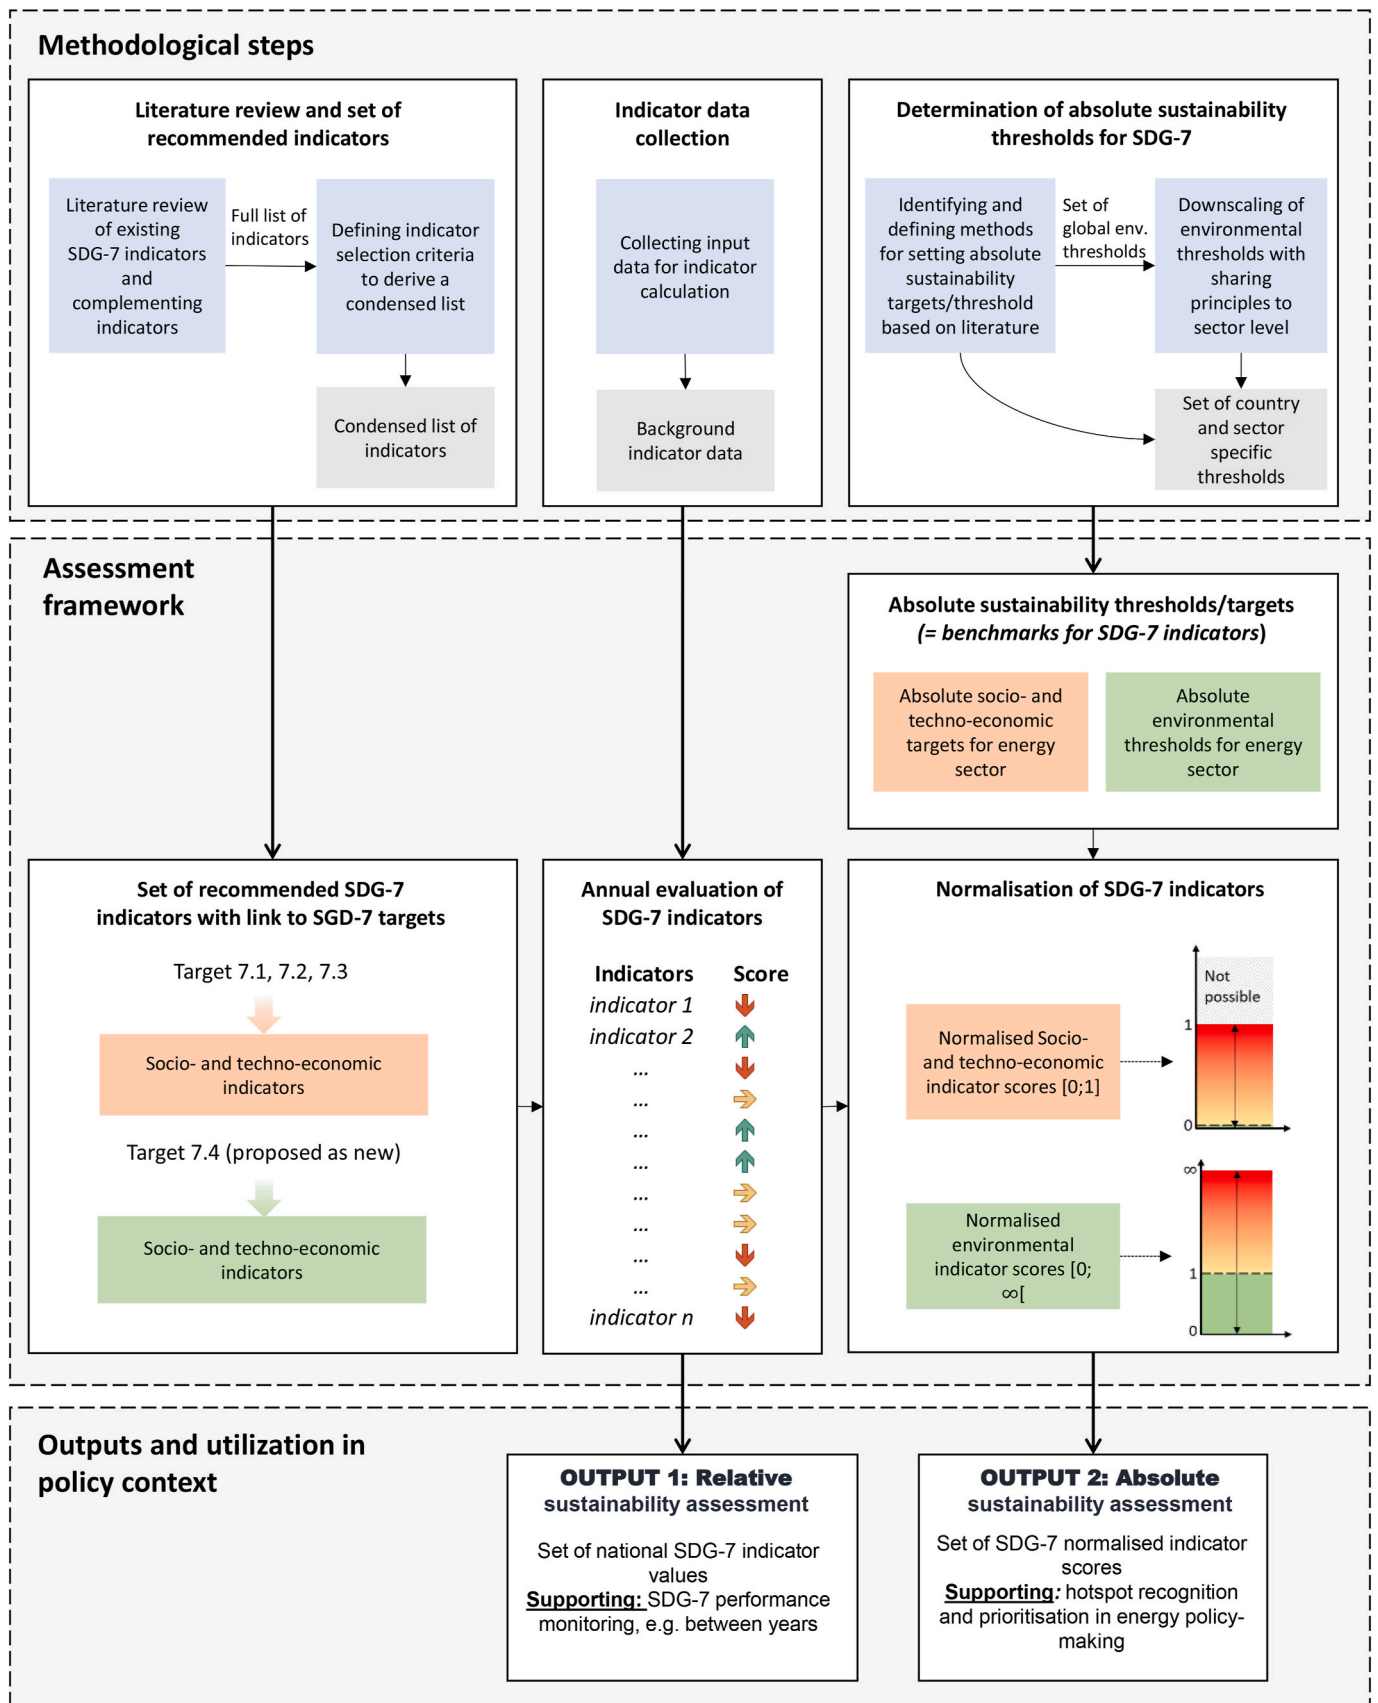 Methodological steps
Literature review and set of
recommended indicators
Literature review
of existing
SDG-7 indicators
and
complementing
indicators
Full list of
indicators
Defining indicator
selection criteria
to derive a
condensed list
Condensed list of
indicators
Indicator data
collection
Collecting input
data for indicator
calculation
Background
indicator data
Determination of absolute sustainability
thresholds for SDG-7
Identifying and
defining methods
for setting absolute
sustainability
targets/threshold
based on literature
Set of
global env.
thresholds
Downscaling of
environmental
thresholds with
sharing
principles to
sector level
Set of country
and sector
specific
thresholds
Assessment
framework
Absolute sustainability thresholds/targets
(= benchmarks for SDG-7 indicators)
Absolute socio- and
techno-economic
targets for energy
sector
Absolute
environmental
thresholds for energy
sector
Set of recommended SDG-7
indicators with link to SGD-7 targets
Target 7.1, 7.2, 7.3
Socio- and techno-economic
indicators
Target 7.4 (proposed as new)
Socio- and techno-economic
indicators
Annual evaluation of
SDG-7 indicators
Indicators Score
indicator 1
indicator 2
...
...
...
...
...
...
...
...
indicator n
Normalisation of SDG-7 indicators
Normalised Socio-
and techno-economic
indicator scores [0;1]
Not
possible
1
0
Normalised
environmental
indicator scores [0;
∞[
∞
1
0
Outputs and utilization in
policy context
OUTPUT 1: Relative
sustainability assessment
Set of national SDG-7 indicator
values
Supporting: SDG-7 performance
monitoring, e.g. between years
OUTPUT 2: Absolute
sustainability assessment
Set of SDG-7 normalised indicator
scores
Supporting: hotspot recognition
and prioritisation in energy policy-
making